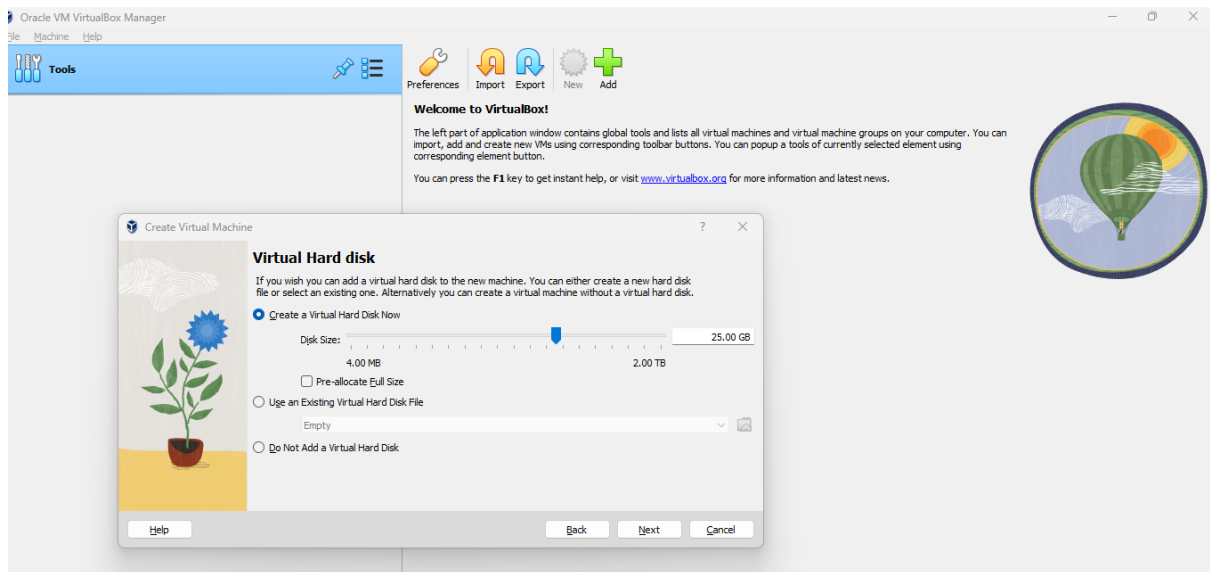 Oracle VM VirtualBox Manager
File Machine Help
Tools
Preferences Import Export New Add
Welcome to VirtualBox!
The left part of application window contains global tools and lists all virtual machines and virtual machine groups on your computer. You can
import, add and create new VMs using corresponding toolbar buttons. You can popup a tools of currently selected element using
corresponding element button.
You can press the F1 key to get instant help, or visit www.virtualbox.org for more information and latest news.
Create Virtual Machine ?
Virtual Hard disk
If you wish you can add a virtual hard disk to the new machine. You can either create a new hard disk
file or select an existing one. Alternatively you can create a virtual machine without a virtual hard disk.
Create a Virtual Hard Disk Now
Disk Size: 25.00 GB
4.00 MB 2.00 TB
Pre-allocate Full Size
Use an Existing Virtual Hard Disk File
Empty
Do Not Add a Virtual Hard Disk
Help Back Next Cancel